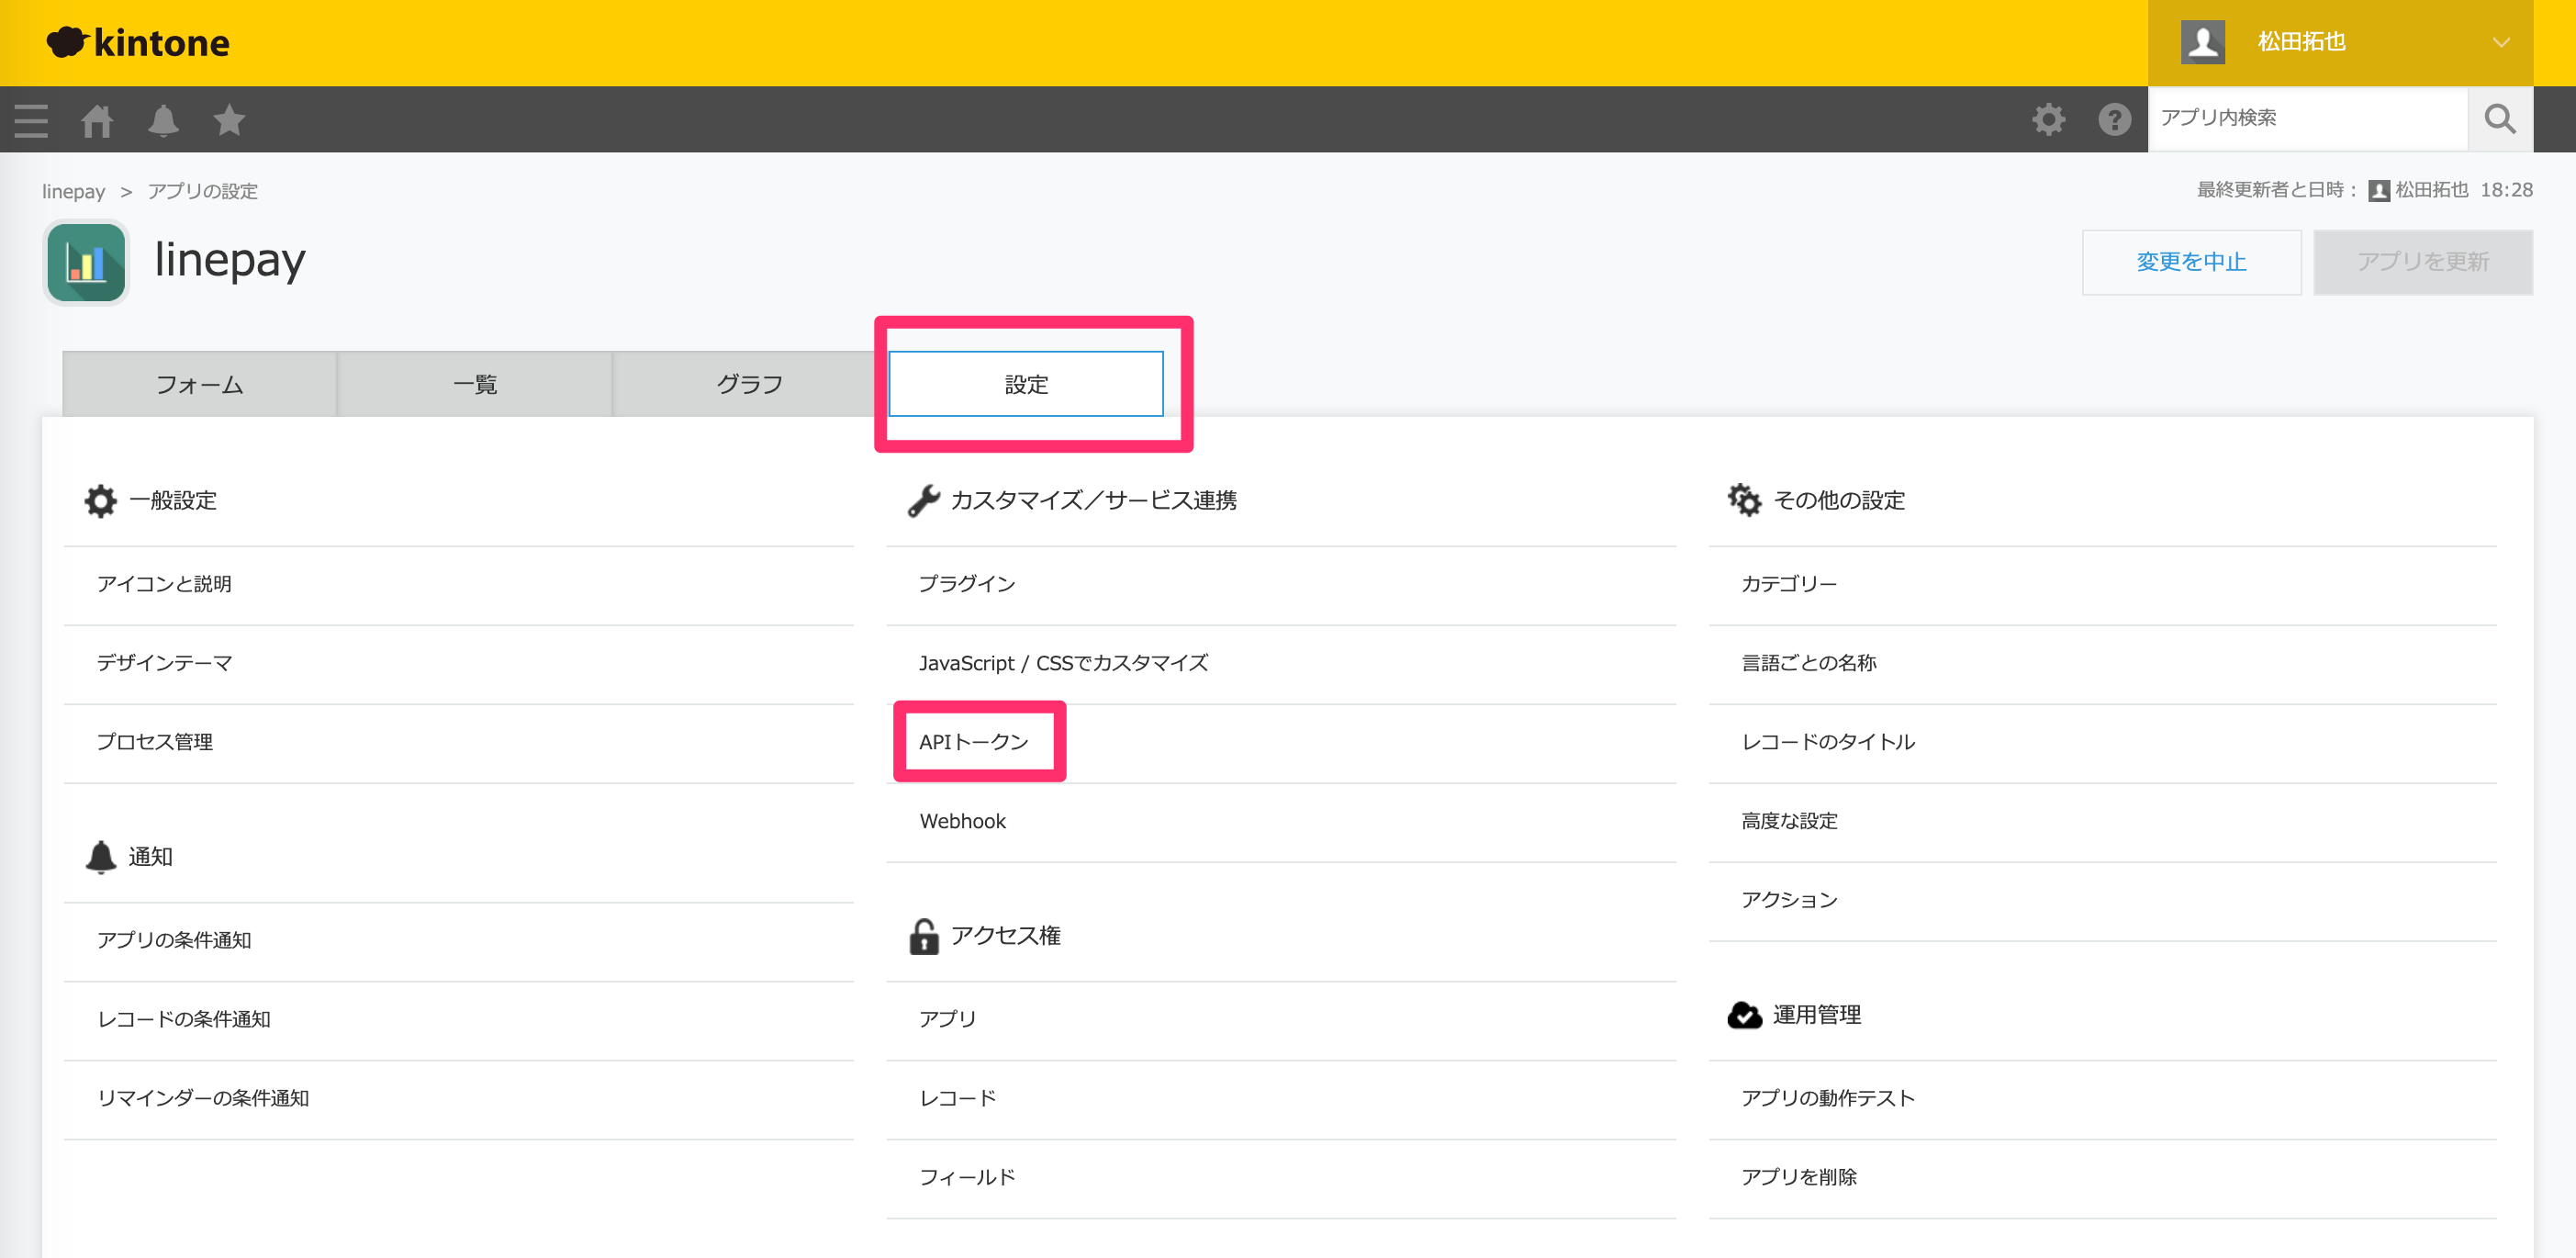 kintone
松田拓也
アプリ内検索
linepay > アプリの設定
最終更新者と日時： 松田拓也 18:28
linepay
変更を中止
アプリを更新
フォーム
一覧
グラフ
設定
一般設定
アイコンと説明
デザインテーマ
プロセス管理
通知
アプリの条件通知
レコードの条件通知
リマインダーの条件通知
カスタマイズ／サービス連携
プラグイン
JavaScript / CSSでカスタマイズ
APIトークン
Webhook
アクセス権
アプリ
レコード
フィールド
その他の設定
カテゴリー
言語ごとの名称
レコードのタイトル
高度な設定
アクション
運用管理
アプリの動作テスト
アプリを削除